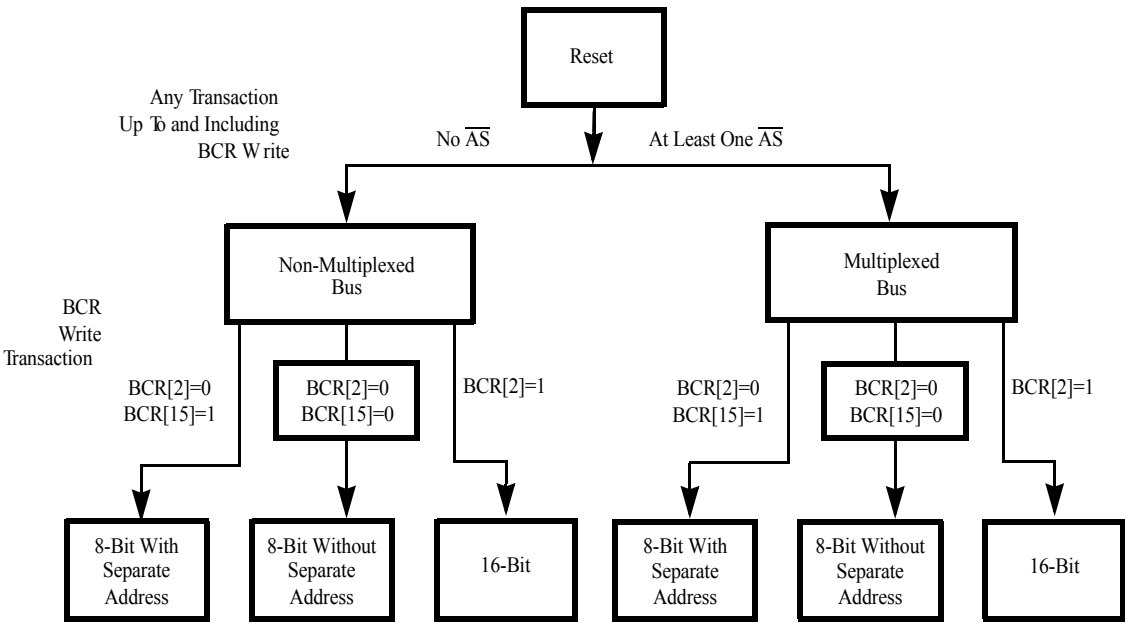 Reset
Any Transaction
Up To and Including
BCR Write
No A̅S̅
At Least One A̅S̅
Non-Multiplexed
Bus
Multiplexed
Bus
BCR
Write
Transaction
BCR[2]=0
BCR[15]=1
BCR[2]=0
BCR[15]=0
BCR[2]=1
BCR[2]=0
BCR[15]=1
BCR[2]=0
BCR[15]=0
BCR[2]=1
8-Bit With
Separate
Address
8-Bit Without
Separate
Address
16-Bit
8-Bit With
Separate
Address
8-Bit Without
Separate
Address
16-Bit